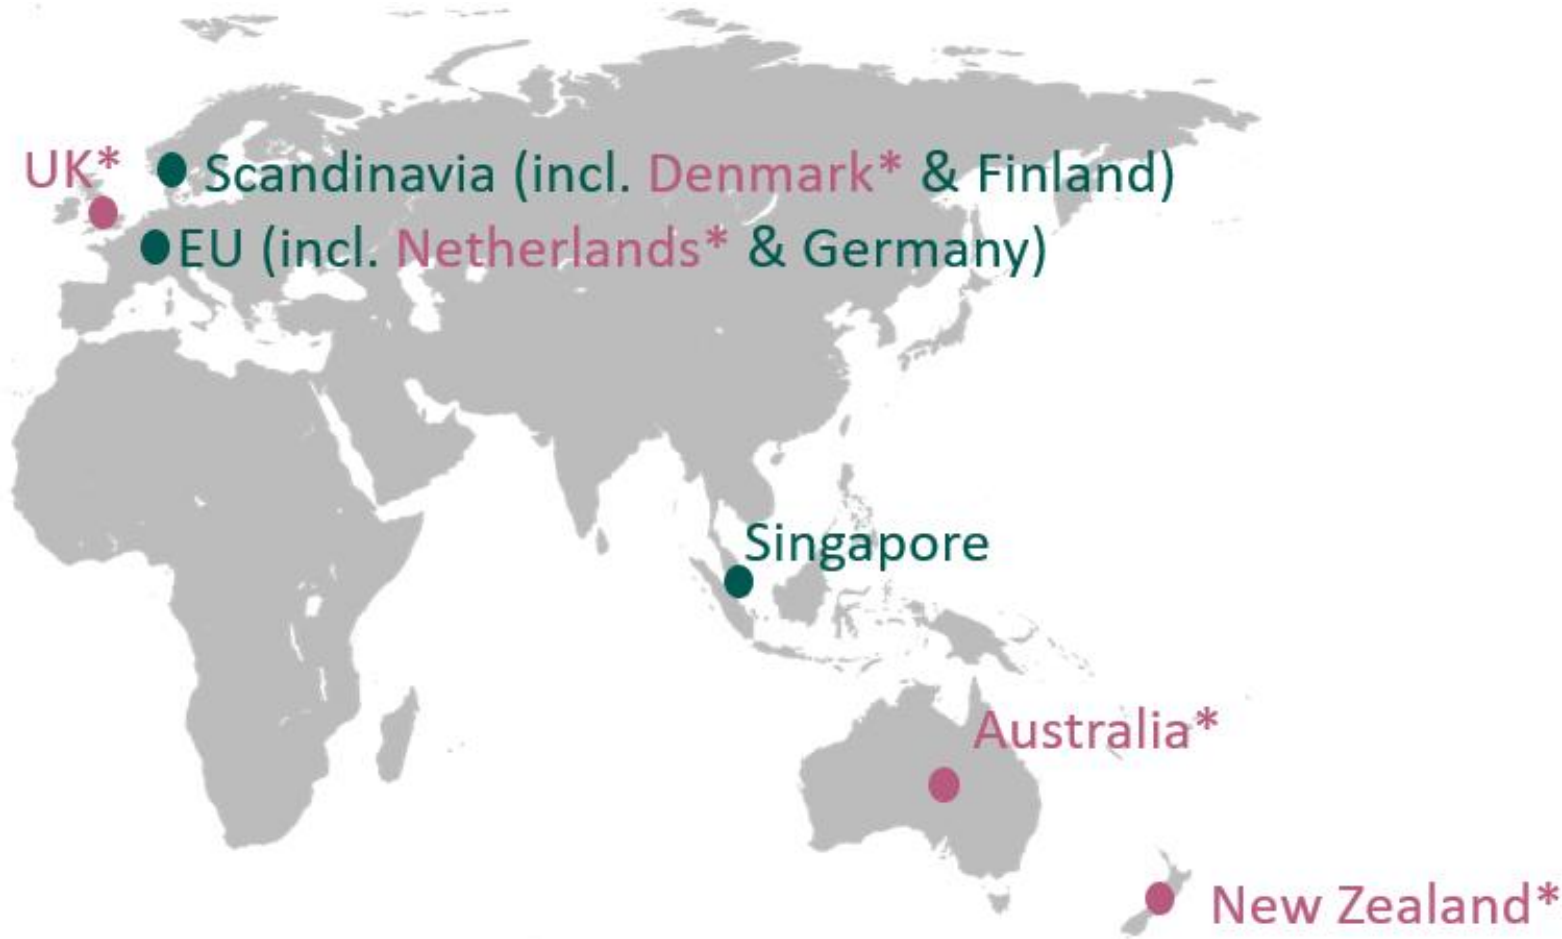 UK*
Scandinavia (incl. Denmark* & Finland)
EU (incl. Netherlands* & Germany)
Singapore
Australia*
New Zealand*